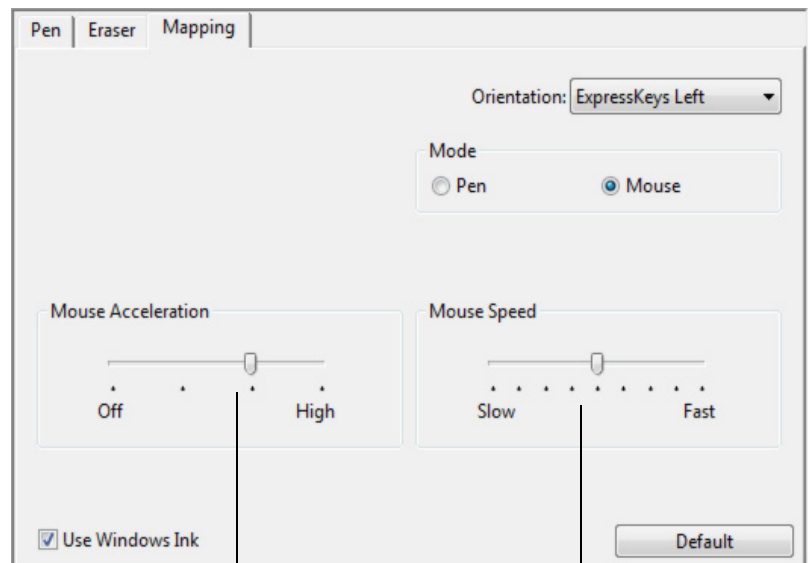 Pen Eraser Mapping
Orientation: ExpressKeys Left
Mode
Pen Mouse
Mouse Acceleration
Off High
Mouse Speed
Slow Fast
Use Windows Ink
Default